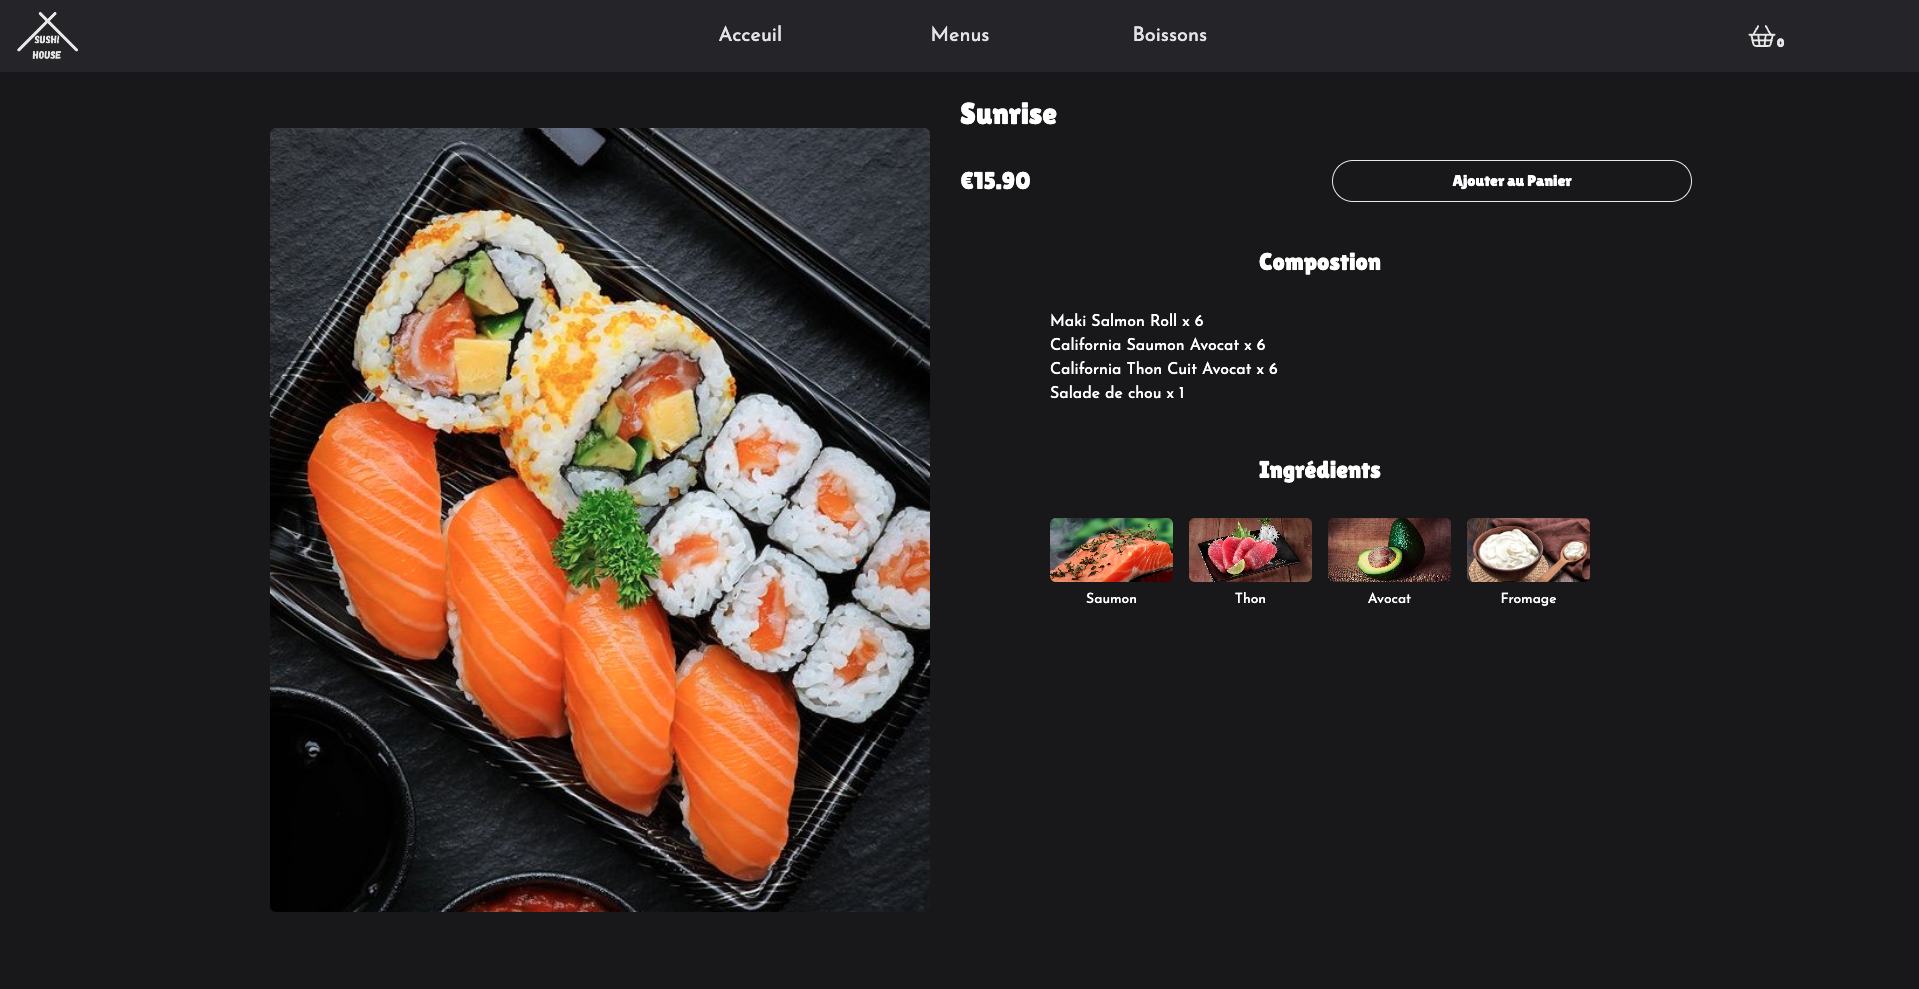 SUSHI
HOUSE
Acceuil
Menus
Boissons
0
Sunrise
€15.90
Ajouter au Panier
Compostion
Maki Salmon Roll x 6
California Saumon Avocat x 6
California Thon Cuit Avocat x 6
Salade de chou x 1
Ingrédients
Saumon
Thon
Avocat
Fromage